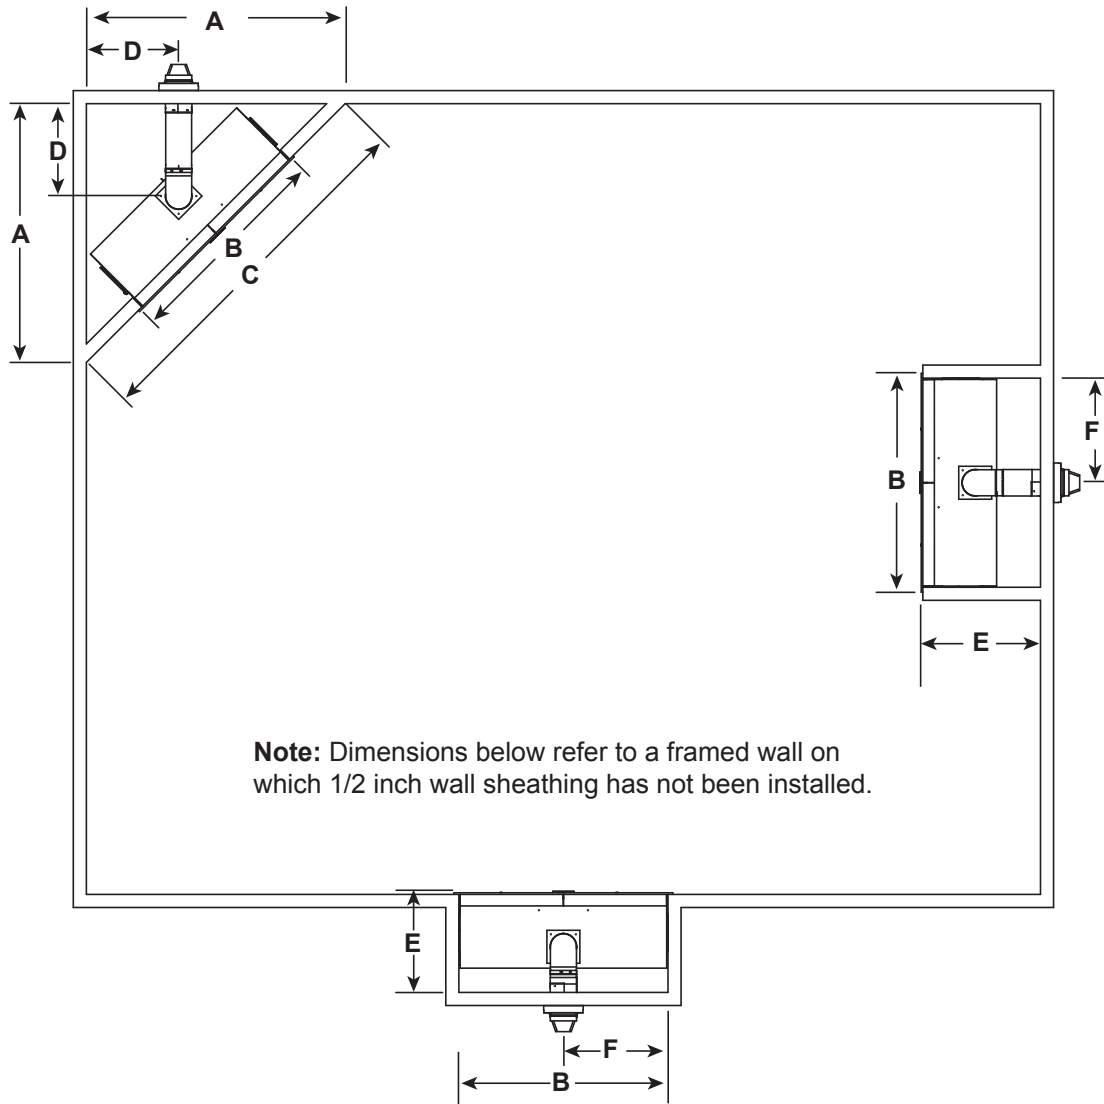 A
D
D
A
B
C
F
B
E
Note: Dimensions below refer to a framed wall on
which 1/2 inch wall sheathing has not been installed.
E
F
B